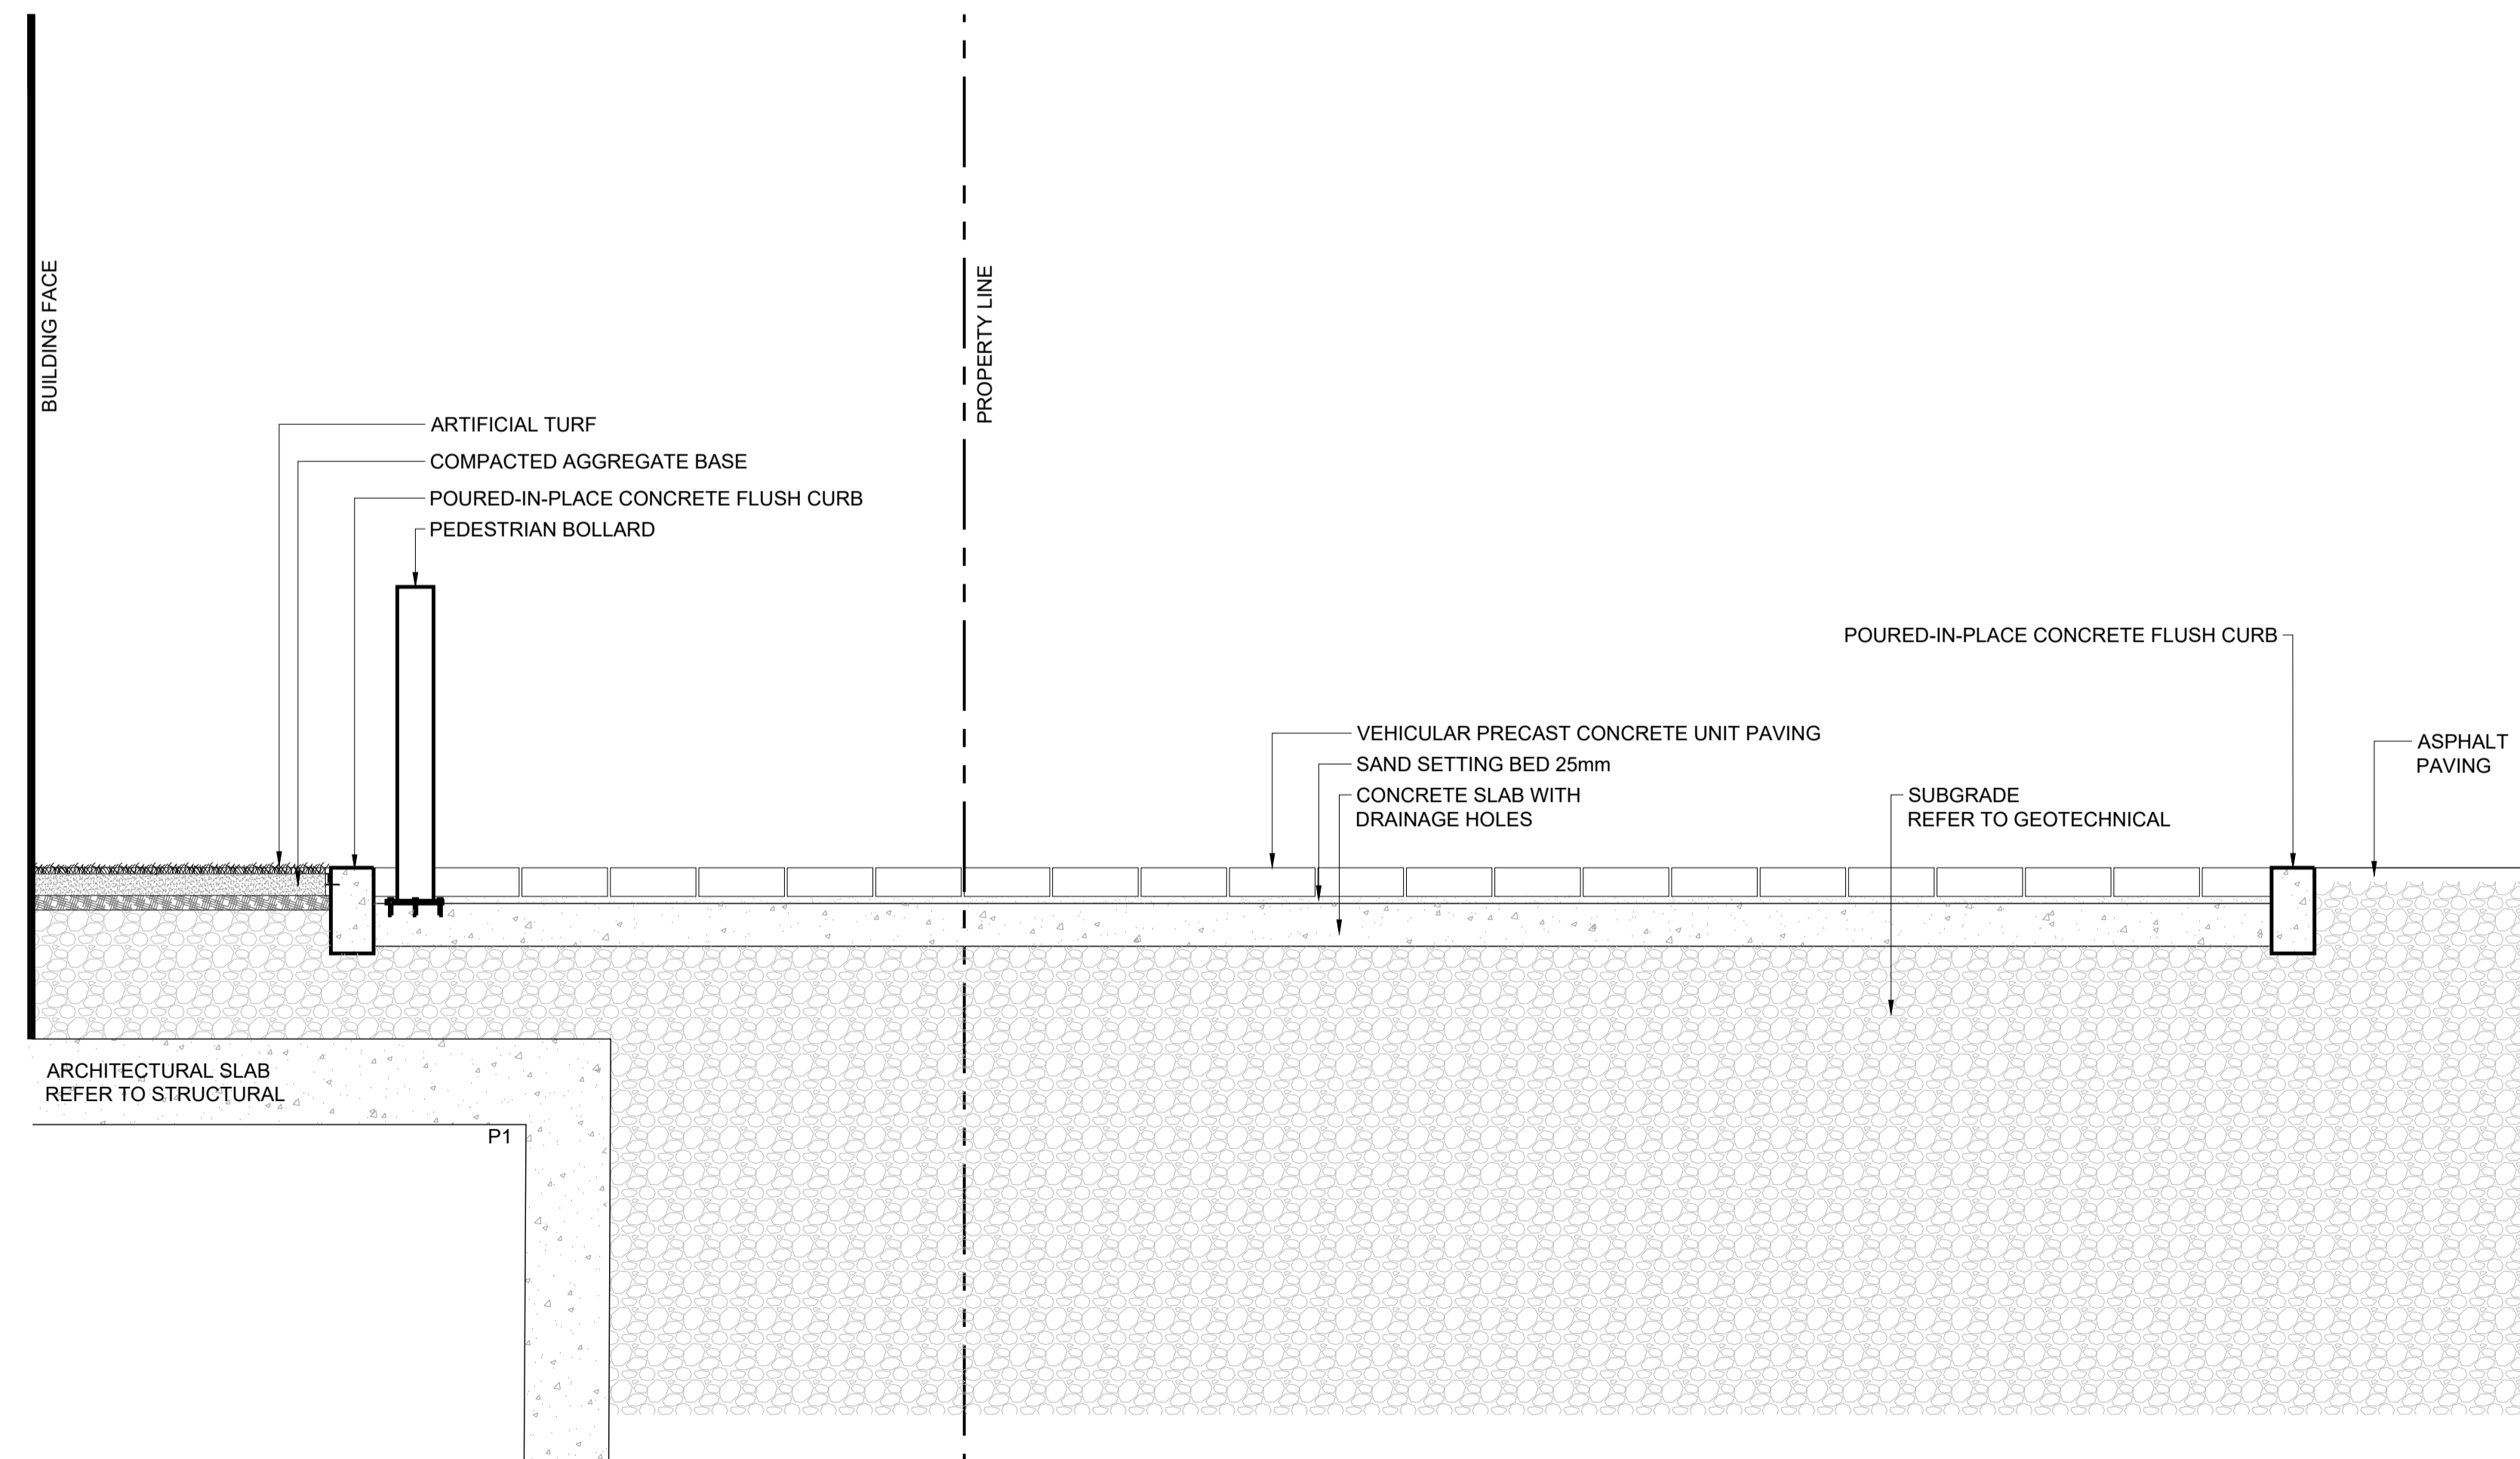 BUILDING FACE
PROPERTY LINE
ARTIFICIAL TURF
COMPACTED AGGREGATE BASE
POURED-IN-PLACE CONCRETE FLUSH CURB
PEDESTRIAN BOLLARD
POURED-IN-PLACE CONCRETE FLUSH CURB
VEHICULAR PRECAST CONCRETE UNIT PAVING
SAND SETTING BED 25mm
CONCRETE SLAB WITH
DRAINAGE HOLES
SUBGRADE
REFER TO GEOTECHNICAL
ASPHALT
PAVING
ARCHITECTURAL SLAB
REFER TO STRUCTURAL
P1